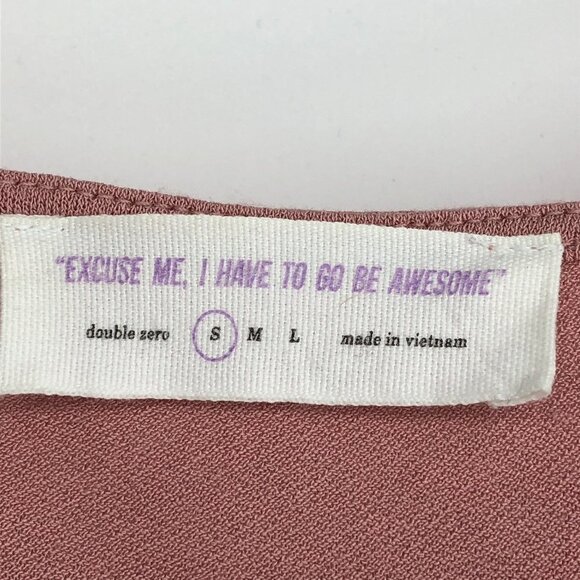 "EXCUSE ME, I HAVE TO GO BE AWESOME"
double zero S M L made in vietnam